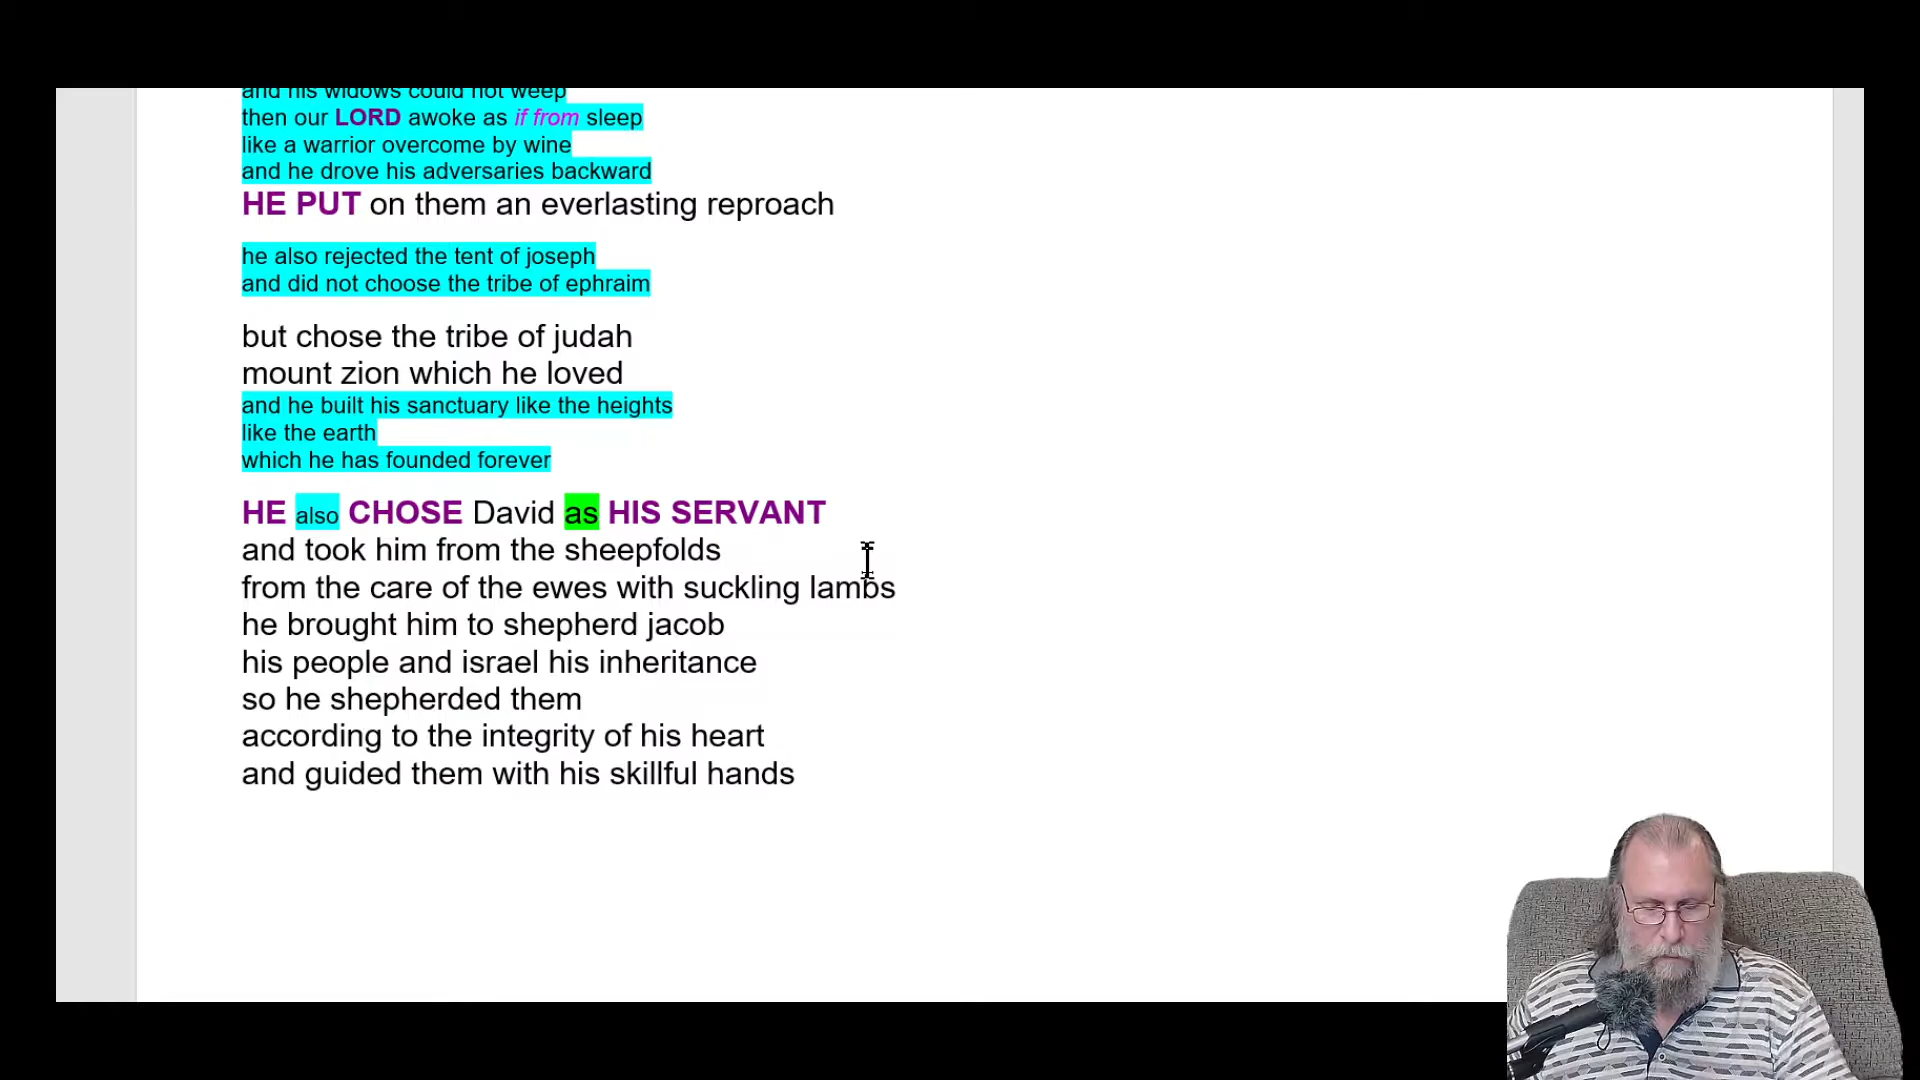 and his widows could not weep
then our LORD awoke as if from sleep
like a warrior overcome by wine
and he drove his adversaries backward
HE PUT on them an everlasting reproach
he also rejected the tent of joseph
and did not choose the tribe of ephraim
but chose the tribe of judah
mount zion which he loved
and he built his sanctuary like the heights
like the earth
which he has founded forever
HE also CHOSE David as HIS SERVANT
and took him from the sheepfolds
from the care of the ewes with suckling lambs
he brought him to shepherd jacob
his people and israel his inheritance
so he shepherded them
according to the integrity of his heart
and guided them with his skillful hands